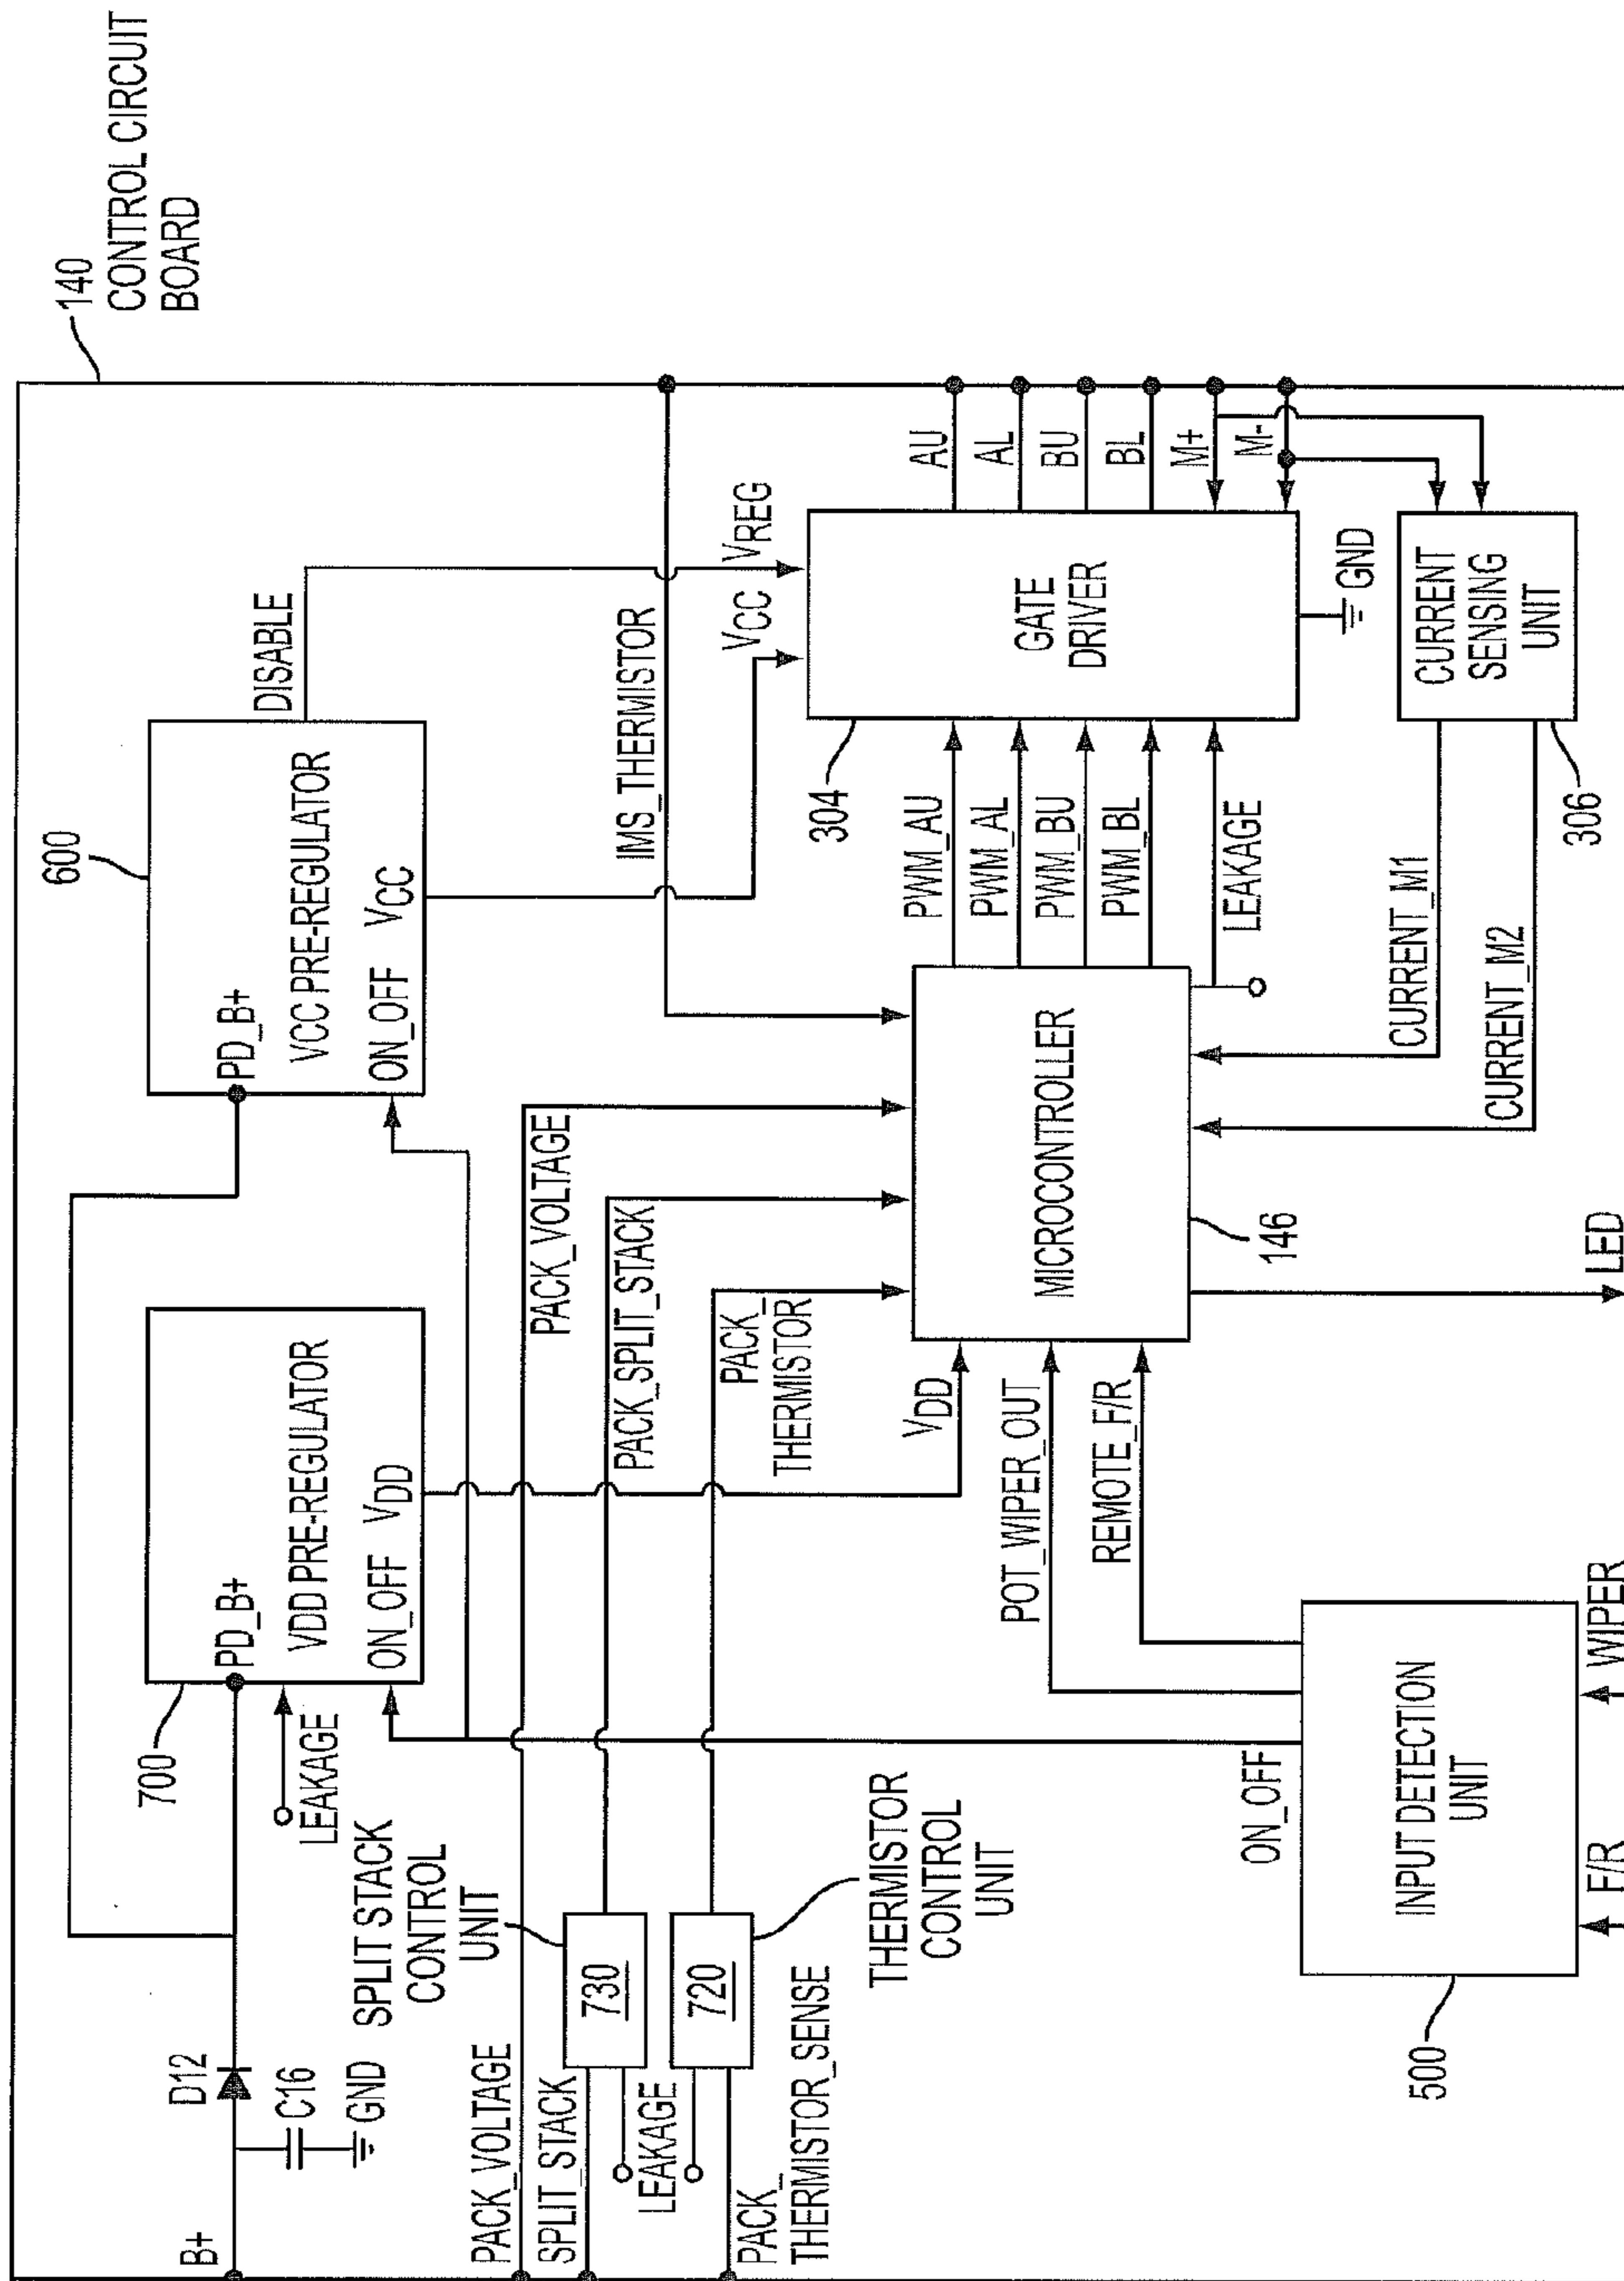 140
CONTROL CIRCUIT
BOARD
B+
D12
C16
GND
700
PD_B+
VDD PRE-REGULATOR
ON_OFF VDD
LEAKAGE
600
PD_B+
VCC PRE-REGULATOR
ON_OFF VCC
DISABLE
SPLIT STACK
CONTROL
UNIT
PACK_VOLTAGE
SPLIT_STACK
730
LEAKAGE
720
PACK_
THERMISTOR_SENSE
THERMISTOR
CONTROL
UNIT
PACK_VOLTAGE
PACK_SPLIT_STACK
PACK_
THERMISTOR
IMS_THERMISTOR
VCC
VREG
VDD
POT_WIPER_OUT
REMOTE_F/R
MICROCONTROLLER
146
PWM_AU
PWM_AL
PWM_BU
PWM_BL
LEAKAGE
304
GATE
DRIVER
GND
AU
AL
BU
BL
M+
M-
CURRENT_M1
CURRENT_M2
CURRENT
SENSING
UNIT
306
ON_OFF
INPUT DETECTION
UNIT
500
F/R
WIPER
LED